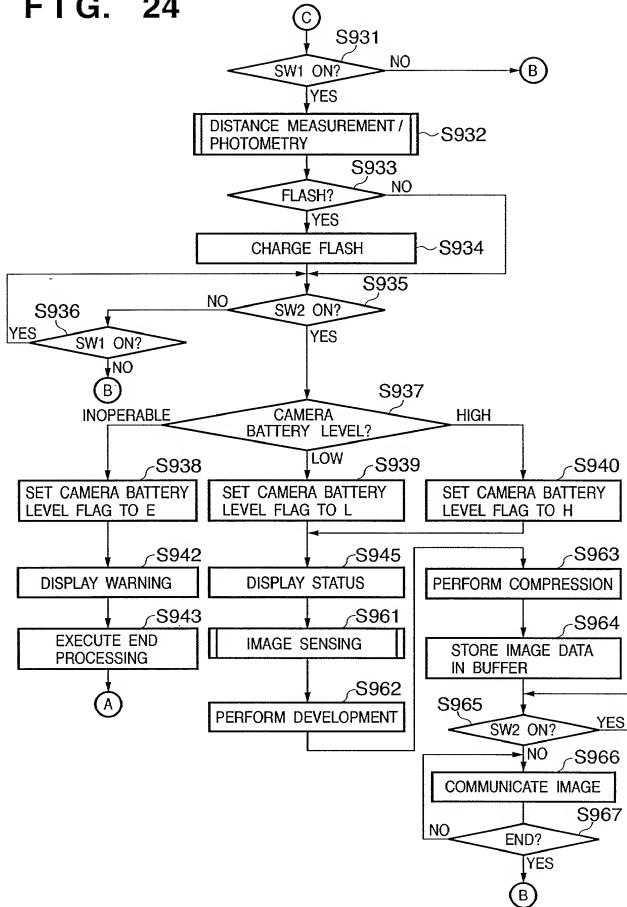 FIG. 24
C
S931
SW1 ON?
NO
B
YES
DISTANCE MEASUREMENT/
PHOTOMETRY
S932
S933
FLASH?
NO
YES
CHARGE FLASH
S934
S935
SW2 ON?
NO
YES
S936
SW1 ON?
YES
NO
B
S937
CAMERA
BATTERY LEVEL?
INOPERABLE
HIGH
LOW
S938
SET CAMERA BATTERY
LEVEL FLAG TO E
S939
SET CAMERA BATTERY
LEVEL FLAG TO L
S940
SET CAMERA BATTERY
LEVEL FLAG TO H
S942
DISPLAY WARNING
S943
EXECUTE END
PROCESSING
A
S945
DISPLAY STATUS
S961
IMAGE SENSING
S962
PERFORM DEVELOPMENT
S963
PERFORM COMPRESSION
S964
STORE IMAGE DATA
IN BUFFER
S965
SW2 ON?
YES
NO
S966
COMMUNICATE IMAGE
S967
END?
NO
YES
B